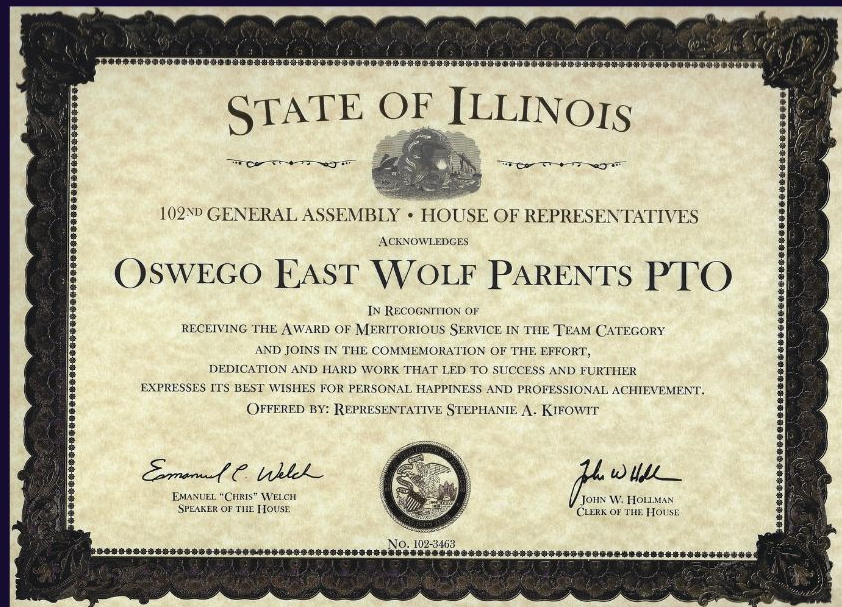 STATE OF ILLINOIS
102ND GENERAL ASSEMBLY • HOUSE OF REPRESENTATIVES
ACKNOWLEDGES
OSWEGO EAST WOLF PARENTS PTO
IN RECOGNITION OF
RECEIVING THE AWARD OF MERITORIOUS SERVICE IN THE TEAM CATEGORY
AND JOINS IN THE COMMEMORATION OF THE EFFORT,
DEDICATION AND HARD WORK THAT LED TO SUCCESS AND FURTHER
EXPRESSES ITS BEST WISHES FOR PERSONAL HAPPINESS AND PROFESSIONAL ACHIEVEMENT.
OFFERED BY: REPRESENTATIVE STEPHANIE A. KIFOWIT
Emanuel C. Welch
EMANUEL "CHRIS" WELCH
SPEAKER OF THE HOUSE
John W Hollman
JOHN W. HOLLMAN
CLERK OF THE HOUSE
No. 102-3463